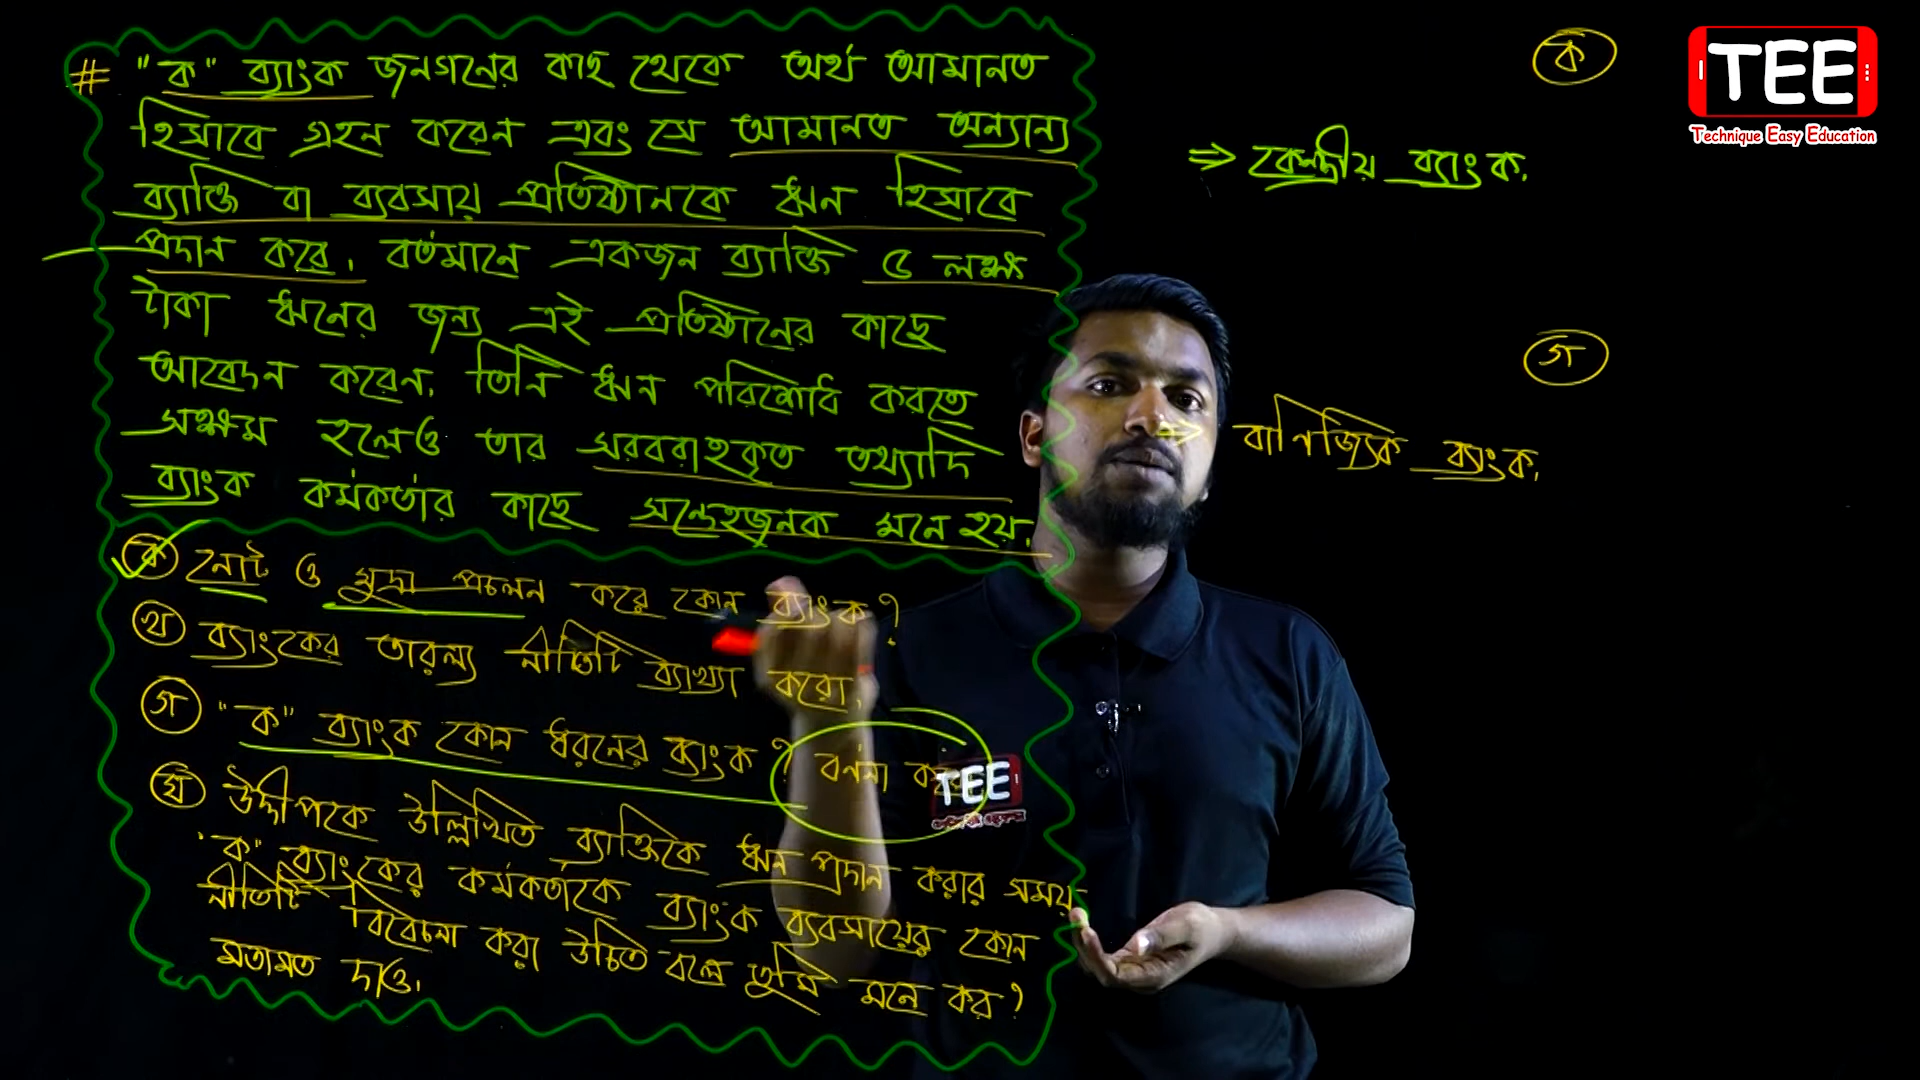 # "ক" ব্যাংক জনগনের কাছ থেকে অর্থ আমানত
হিসাবে গ্রহন করেন এবং সে আমানত অন্যান্য
ব্যাক্তি বা ব্যবসায় প্রতিষ্ঠানকে ঋন হিসাবে
প্রদান করে। বর্তমানে একজন ব্যাক্তি ৫ লক্ষ
টাকা ঋনের জন্য এই প্রতিষ্ঠানের কাছে
আবেদন করেন, তিনি ঋন পরিশোধ করতে
সক্ষম হলেও তার সরবরাহকৃত তথ্যাদি
ব্যাংক কর্মকর্তার কাছে সন্দেহজনক মনে হয়।
ক নোট ও মুদ্রা প্রচলন করে কোন ব্যাংক?
খ ব্যাংকের তারল্য নীতিটি ব্যাখ্যা করো।
গ "ক" ব্যাংক কোন ধরনের ব্যাংক? বর্ণনা
ঘ উদ্দীপকে উল্লিখিত ব্যাক্তিকে ঋন প্রদান করার সময়
"ক" ব্যাংকের কর্মকর্তাকে ব্যাংক ব্যবসায়ের কোন
নীতিটি বিবেচনা করা উচিত বলে তুমি মনে কর?
মতামত দাও।
ক
⇒ কেন্দ্রীয় ব্যাংক।
গ
⇒ বানিজ্যিক ব্যাংক।
TEE
Technique Easy Education
TEE